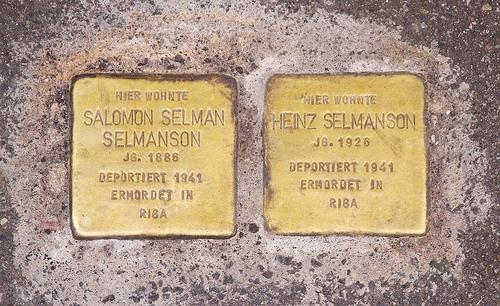 HIER WOHNTE
SALOMON SELMAN
SELMANSON
JG. 1886
DEPORTIERT 1941
ERMORDET IN
RIGA
HIER WOHNTE
HEINZ SELMANSON
JG. 1926
DEPORTIERT 1941
ERMORDET IN
RIGA